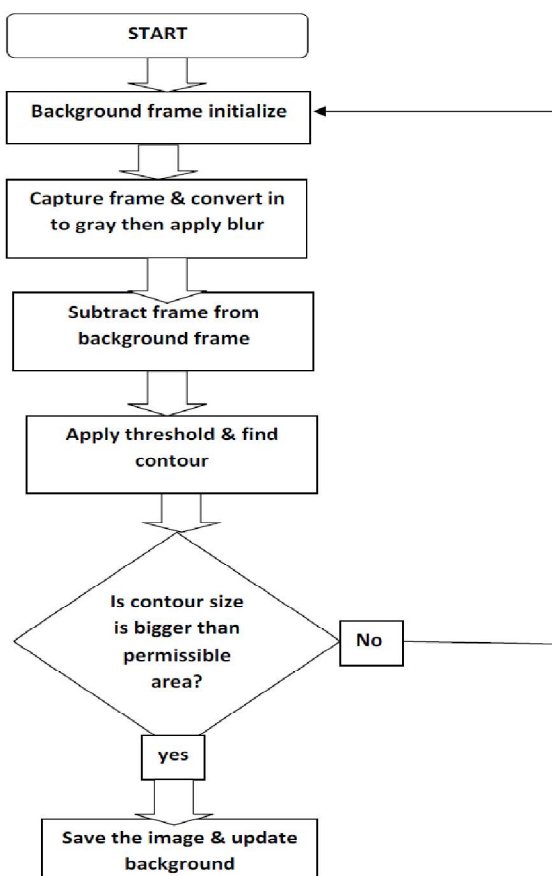 START
Background frame initialize
Capture frame & convert in
to gray then apply blur
Subtract frame from
background frame
Apply threshold & find
contour
Is contour size
is bigger than
permissible
area?
No
yes
Save the image & update
background